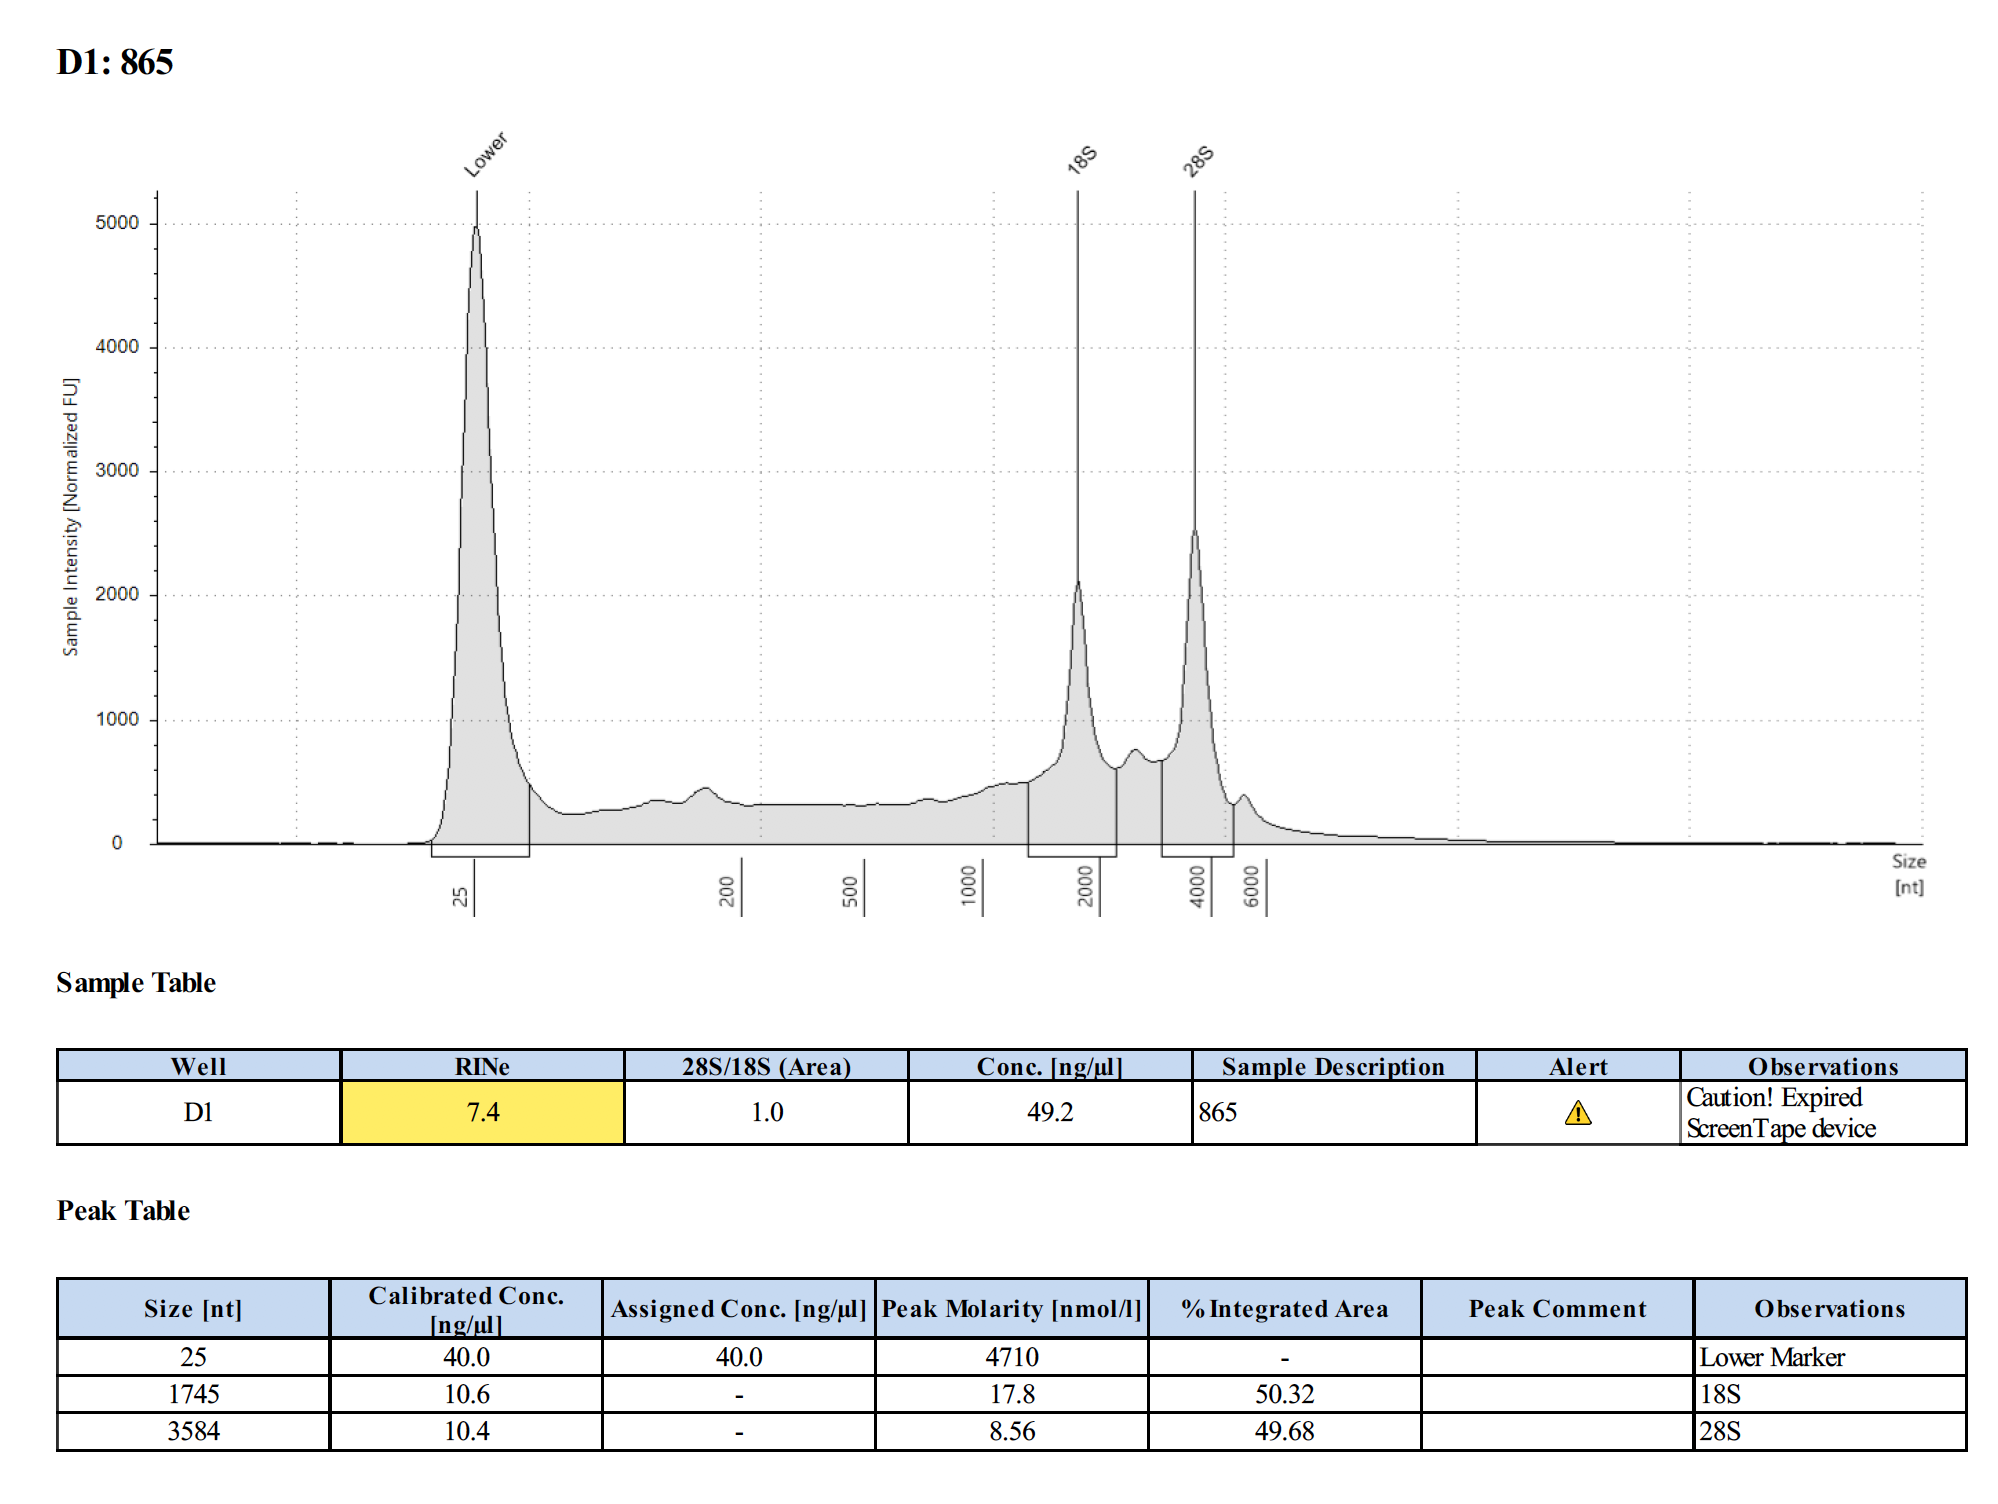 D1: 865
Lower
18S
28S
5000
4000
3000
2000
1000
0
Sample Intensity [Normalized FU]
25
200
500
1000
2000
4000
6000
Size
[nt]
Sample Table
Well RINe 28S/18S (Area) Conc. [ng/µl] Sample Description Alert Observations
D1 7.4 1.0 49.2 865 Caution! Expired
ScreenTape device
Peak Table
Size [nt] Calibrated Conc. [ng/µl] Assigned Conc. [ng/µl] Peak Molarity [nmol/l] % Integrated Area Peak Comment Observations
25 40.0 40.0 4710 - Lower Marker
1745 10.6 - 17.8 50.32 18S
3584 10.4 - 8.56 49.68 28S